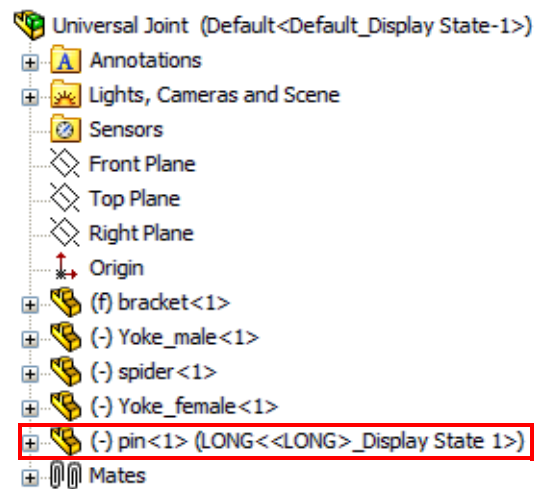 Universal Joint (Default<Default_Display State-1>)
A Annotations
Lights, Cameras and Scene
Sensors
Front Plane
Top Plane
Right Plane
Origin
(f) bracket<1>
(-) Yoke_male<1>
(-) spider<1>
(-) Yoke_female<1>
(-) pin<1> (LONG<<LONG>_Display State 1>)
Mates